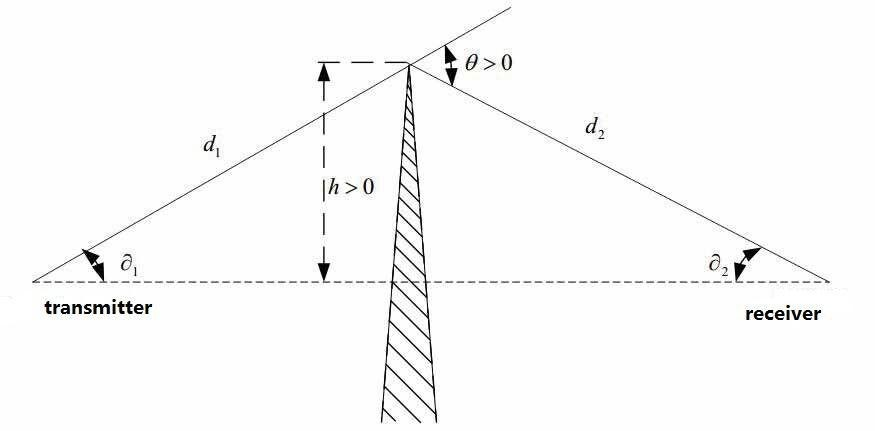 θ > 0
d₁
d₂
h > 0
∂₁
∂₂
transmitter
receiver